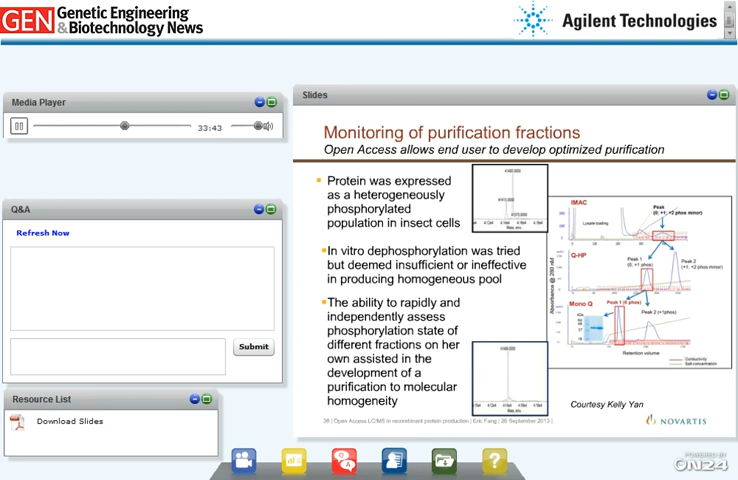 GEN Genetic Engineering
& Biotechnology News
Agilent Technologies
Media Player
33:43
Q&A
Refresh Now
Submit
Resource List
Download Slides
Slides
Monitoring of purification fractions
Open Access allows end user to develop optimized purification
Protein was expressed
as a heterogeneously
phosphorylated
population in insect cells
In vitro dephosphorylation was tried
but deemed insufficient or ineffective
in producing homogeneous pool
The ability to rapidly and
independently assess
phosphorylation state of
different fractions on her
own assisted in the
development of a
purification to molecular
homogeneity
IMAC
Peak
(0; +1; +2 phos minor)
Q-HP
Peak 1
(0; +1 phos)
Peak 2
(+1; +2 phos minor)
Mono Q
Peak 1 (0 phos)
Peak 2 (+1phos)
Absorbance @ 280 nM
Retention volume
Conductivity
Salt concentration
Courtesy Kelly Yan
38 | Open Access LC/MS in recombinant protein production | Eric Fang | 26 September 2013 |
NOVARTIS
POWERED BY
ON24